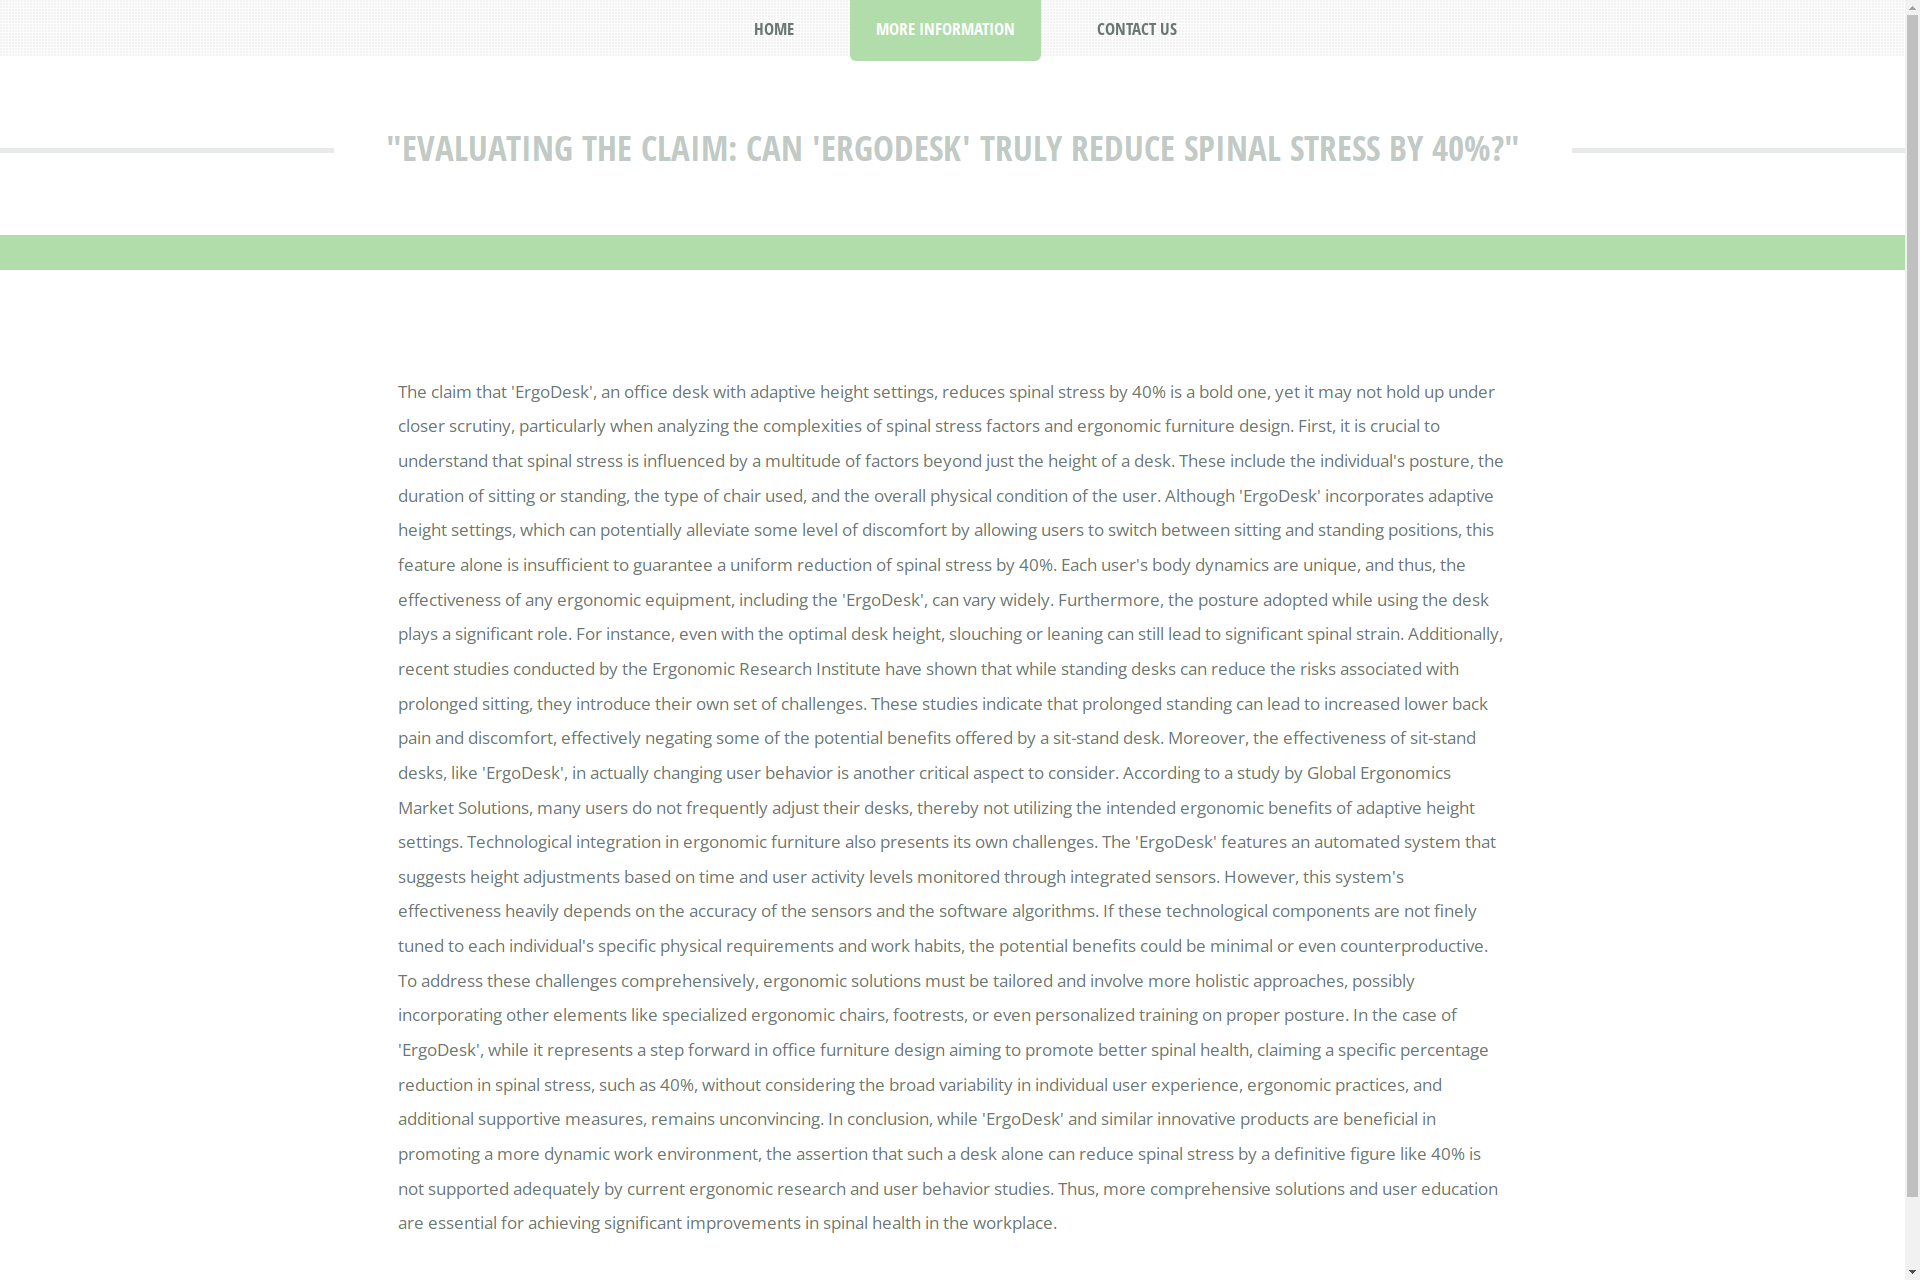 HOME
MORE INFORMATION
CONTACT US
"EVALUATING THE CLAIM: CAN 'ERGODESK' TRULY REDUCE SPINAL STRESS BY 40%?"
The claim that 'ErgoDesk', an office desk with adaptive height settings, reduces spinal stress by 40% is a bold one, yet it may not hold up under
closer scrutiny, particularly when analyzing the complexities of spinal stress factors and ergonomic furniture design. First, it is crucial to
understand that spinal stress is influenced by a multitude of factors beyond just the height of a desk. These include the individual's posture, the
duration of sitting or standing, the type of chair used, and the overall physical condition of the user. Although 'ErgoDesk' incorporates adaptive
height settings, which can potentially alleviate some level of discomfort by allowing users to switch between sitting and standing positions, this
feature alone is insufficient to guarantee a uniform reduction of spinal stress by 40%. Each user's body dynamics are unique, and thus, the
effectiveness of any ergonomic equipment, including the 'ErgoDesk', can vary widely. Furthermore, the posture adopted while using the desk
plays a significant role. For instance, even with the optimal desk height, slouching or leaning can still lead to significant spinal strain. Additionally,
recent studies conducted by the Ergonomic Research Institute have shown that while standing desks can reduce the risks associated with
prolonged sitting, they introduce their own set of challenges. These studies indicate that prolonged standing can lead to increased lower back
pain and discomfort, effectively negating some of the potential benefits offered by a sit-stand desk. Moreover, the effectiveness of sit-stand
desks, like 'ErgoDesk', in actually changing user behavior is another critical aspect to consider. According to a study by Global Ergonomics
Market Solutions, many users do not frequently adjust their desks, thereby not utilizing the intended ergonomic benefits of adaptive height
settings. Technological integration in ergonomic furniture also presents its own challenges. The 'ErgoDesk' features an automated system that
suggests height adjustments based on time and user activity levels monitored through integrated sensors. However, this system's
effectiveness heavily depends on the accuracy of the sensors and the software algorithms. If these technological components are not finely
tuned to each individual's specific physical requirements and work habits, the potential benefits could be minimal or even counterproductive.
To address these challenges comprehensively, ergonomic solutions must be tailored and involve more holistic approaches, possibly
incorporating other elements like specialized ergonomic chairs, footrests, or even personalized training on proper posture. In the case of
'ErgoDesk', while it represents a step forward in office furniture design aiming to promote better spinal health, claiming a specific percentage
reduction in spinal stress, such as 40%, without considering the broad variability in individual user experience, ergonomic practices, and
additional supportive measures, remains unconvincing. In conclusion, while 'ErgoDesk' and similar innovative products are beneficial in
promoting a more dynamic work environment, the assertion that such a desk alone can reduce spinal stress by a definitive figure like 40% is
not supported adequately by current ergonomic research and user behavior studies. Thus, more comprehensive solutions and user education
are essential for achieving significant improvements in spinal health in the workplace.